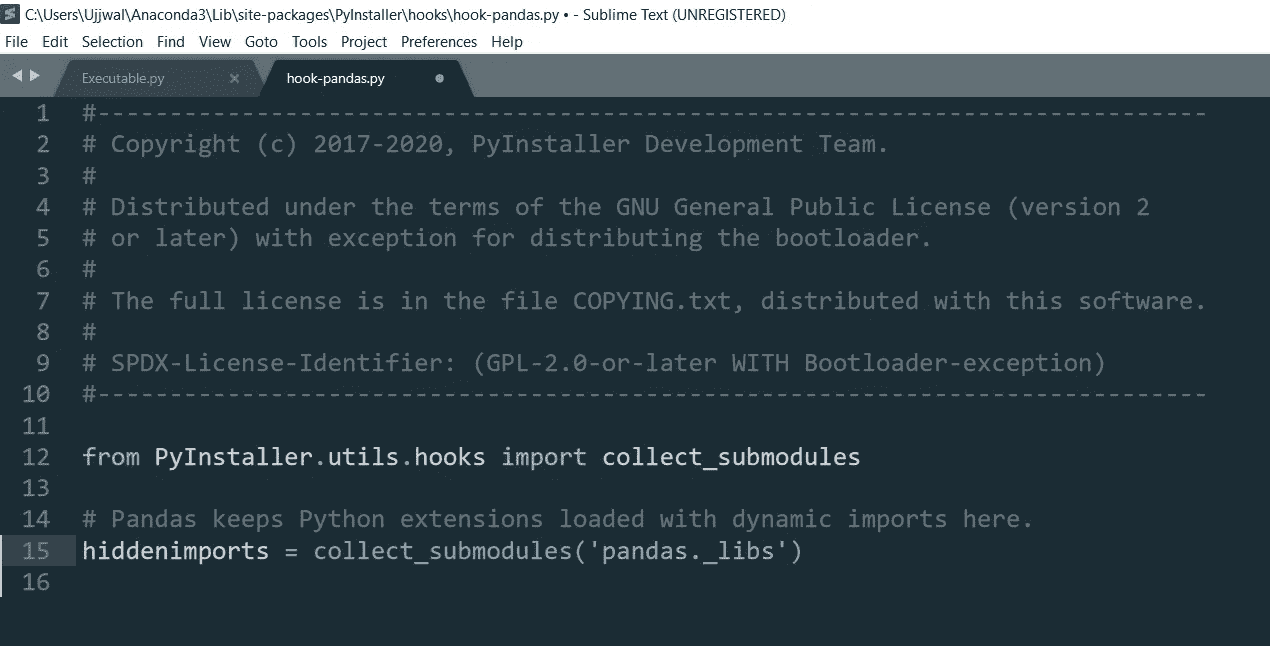 C:\Users\Ujjwal\Anaconda3\Lib\site-packages\PyInstaller\hooks\hook-pandas.py • - Sublime Text (UNREGISTERED)
File Edit Selection Find View Goto Tools Project Preferences Help
Executable.py × hook-pandas.py
1 #-----------------------------------------------------------------------------
2 # Copyright (c) 2017-2020, PyInstaller Development Team.
3 #
4 # Distributed under the terms of the GNU General Public License (version 2
5 # or later) with exception for distributing the bootloader.
6 #
7 # The full license is in the file COPYING.txt, distributed with this software.
8 #
9 # SPDX-License-Identifier: (GPL-2.0-or-later WITH Bootloader-exception)
10 #-----------------------------------------------------------------------------
11
12 from PyInstaller.utils.hooks import collect_submodules
13
14 # Pandas keeps Python extensions loaded with dynamic imports here.
15 hiddenimports = collect_submodules('pandas._libs')
16